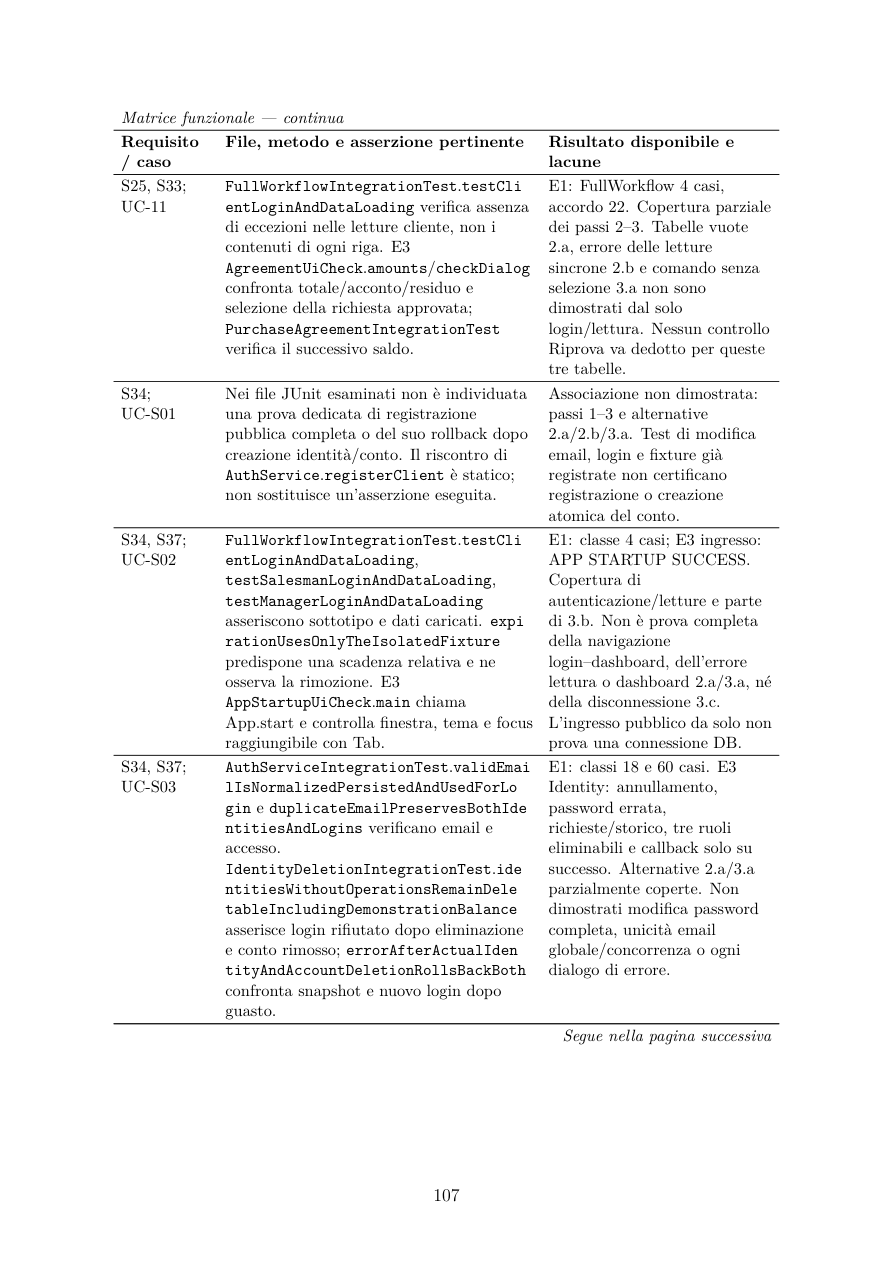 Matrice funzionale — continua
Requisito / caso
File, metodo e asserzione pertinente
Risultato disponibile e lacune
S25, S33;
UC-11
FullWorkflowIntegrationTest.testCli
entLoginAndDataLoading verifica assenza
di eccezioni nelle letture cliente, non i
contenuti di ogni riga. E3
AgreementUiCheck.amounts/checkDialog
confronta totale/acconto/residuo e
selezione della richiesta approvata;
PurchaseAgreementIntegrationTest
verifica il successivo saldo.
E1: FullWorkflow 4 casi,
accordo 22. Copertura parziale
dei passi 2–3. Tabelle vuote
2.a, errore delle letture
sincrone 2.b e comando senza
selezione 3.a non sono
dimostrati dal solo
login/lettura. Nessun controllo
Riprova va dedotto per queste
tre tabelle.
S34;
UC-S01
Nei file JUnit esaminati non è individuata
una prova dedicata di registrazione
pubblica completa o del suo rollback dopo
creazione identità/conto. Il riscontro di
AuthService.registerClient è statico;
non sostituisce un'asserzione eseguita.
Associazione non dimostrata:
passi 1–3 e alternative
2.a/2.b/3.a. Test di modifica
email, login e fixture già
registrate non certificano
registrazione o creazione
atomica del conto.
S34, S37;
UC-S02
FullWorkflowIntegrationTest.testCli
entLoginAndDataLoading,
testSalesmanLoginAndDataLoading,
testManagerLoginAndDataLoading
asseriscono sottotipo e dati caricati. expi
rationUsesOnlyTheIsolatedFixture
predispone una scadenza relativa e ne
osserva la rimozione. E3
AppStartupUiCheck.main chiama
App.start e controlla finestra, tema e focus
raggiungibile con Tab.
E1: classe 4 casi; E3 ingresso:
APP STARTUP SUCCESS.
Copertura di
autenticazione/letture e parte
di 3.b. Non è prova completa
della navigazione
login–dashboard, dell'errore
lettura o dashboard 2.a/3.a, né
della disconnessione 3.c.
L'ingresso pubblico da solo non
prova una connessione DB.
S34, S37;
UC-S03
AuthServiceIntegrationTest.validEmai
lIsNormalizedPersistedAndUsedForLo
gin e duplicateEmailPreservesBothIde
ntitiesAndLogins verificano email e
accesso.
IdentityDeletionIntegrationTest.ide
ntitiesWithoutOperationsRemainDele
tableIncludingDemonstrationBalance
asserisce login rifiutato dopo eliminazione
e conto rimosso; errorAfterActualIden
tityAndAccountDeletionRollsBackBoth
confronta snapshot e nuovo login dopo
guasto.
E1: classi 18 e 60 casi. E3
Identity: annullamento,
password errata,
richieste/storico, tre ruoli
eliminabili e callback solo su
successo. Alternative 2.a/3.a
parzialmente coperte. Non
dimostrati modifica password
completa, unicità email
globale/concorrenza o ogni
dialogo di errore.
Segue nella pagina successiva
107